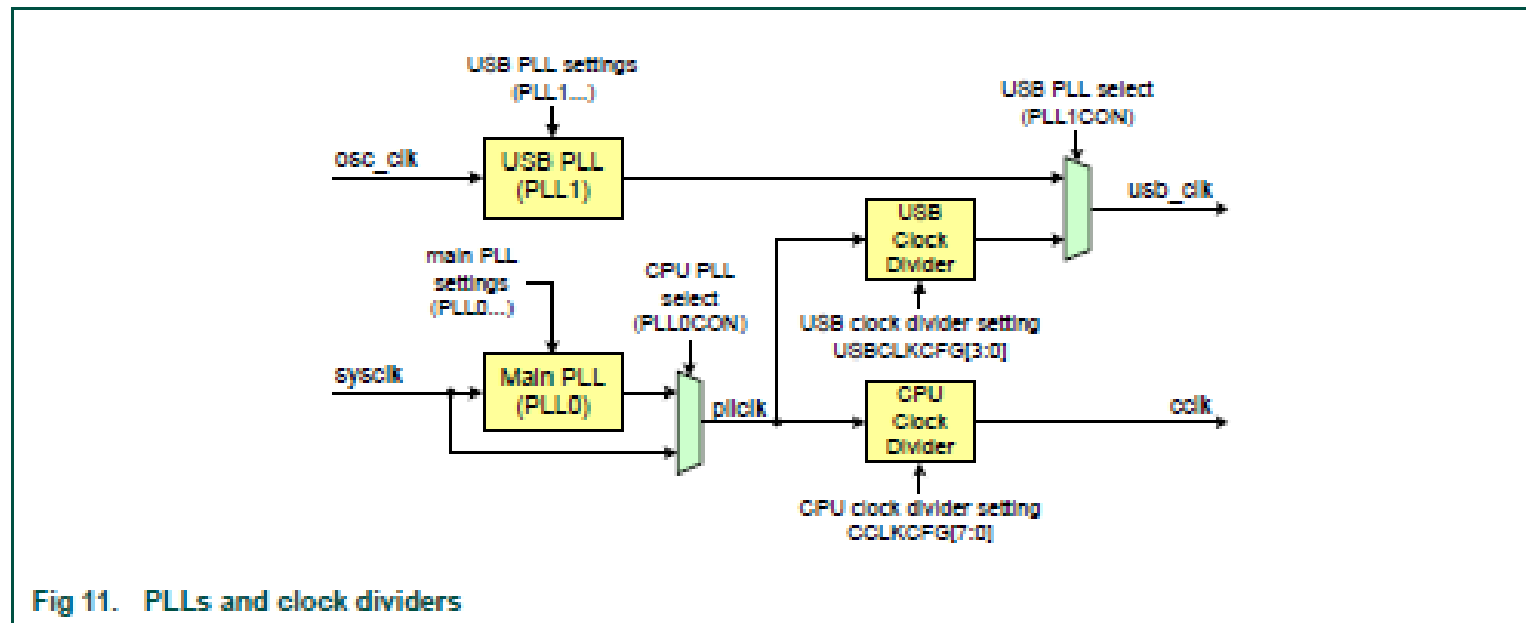 USB PLL settings
(PLL1...)
USB PLL select
(PLL1CON)
osc_clk
USB PLL
(PLL1)
usb_clk
USB
Clock
Divider
main PLL
settings
(PLL0...)
CPU PLL
select
(PLL0CON)
USB clock divider setting
USBCLKCFG[3:0]
sysclk
Main PLL
(PLL0)
pllclk
CPU
Clock
Divider
cclk
CPU clock divider setting
CCLKCFG[7:0]
Fig 11. PLLs and clock dividers